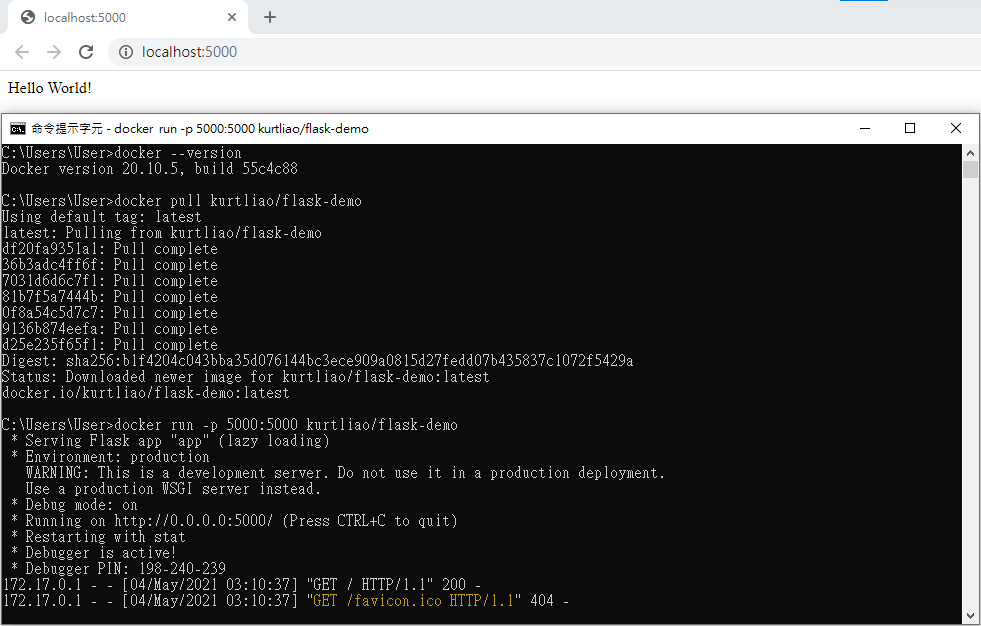 localhost:5000
localhost:5000
Hello World!
命令提示字元 - docker run -p 5000:5000 kurtliao/flask-demo
C:\Users\User>docker --version
Docker version 20.10.5, build 55c4c88
C:\Users\User>docker pull kurtliao/flask-demo
Using default tag: latest
latest: Pulling from kurtliao/flask-demo
df20fa9351a1: Pull complete
36b3adc4ff6f: Pull complete
7031d6d6c7f1: Pull complete
81b7f5a7444b: Pull complete
0f8a54c5d7c7: Pull complete
9136b874eefa: Pull complete
d25e235f65f1: Pull complete
Digest: sha256:b1f4204c043bba35d076144bc3ece909a0815d27fedd07b435837c1072f5429a
Status: Downloaded newer image for kurtliao/flask-demo:latest
docker.io/kurtliao/flask-demo:latest
C:\Users\User>docker run -p 5000:5000 kurtliao/flask-demo
* Serving Flask app "app" (lazy loading)
* Environment: production
WARNING: This is a development server. Do not use it in a production deployment.
Use a production WSGI server instead.
* Debug mode: on
* Running on http://0.0.0.0:5000/ (Press CTRL+C to quit)
* Restarting with stat
* Debugger is active!
* Debugger PIN: 198-240-239
172.17.0.1 - - [04/May/2021 03:10:37] "GET / HTTP/1.1" 200 -
172.17.0.1 - - [04/May/2021 03:10:37] "GET /favicon.ico HTTP/1.1" 404 -